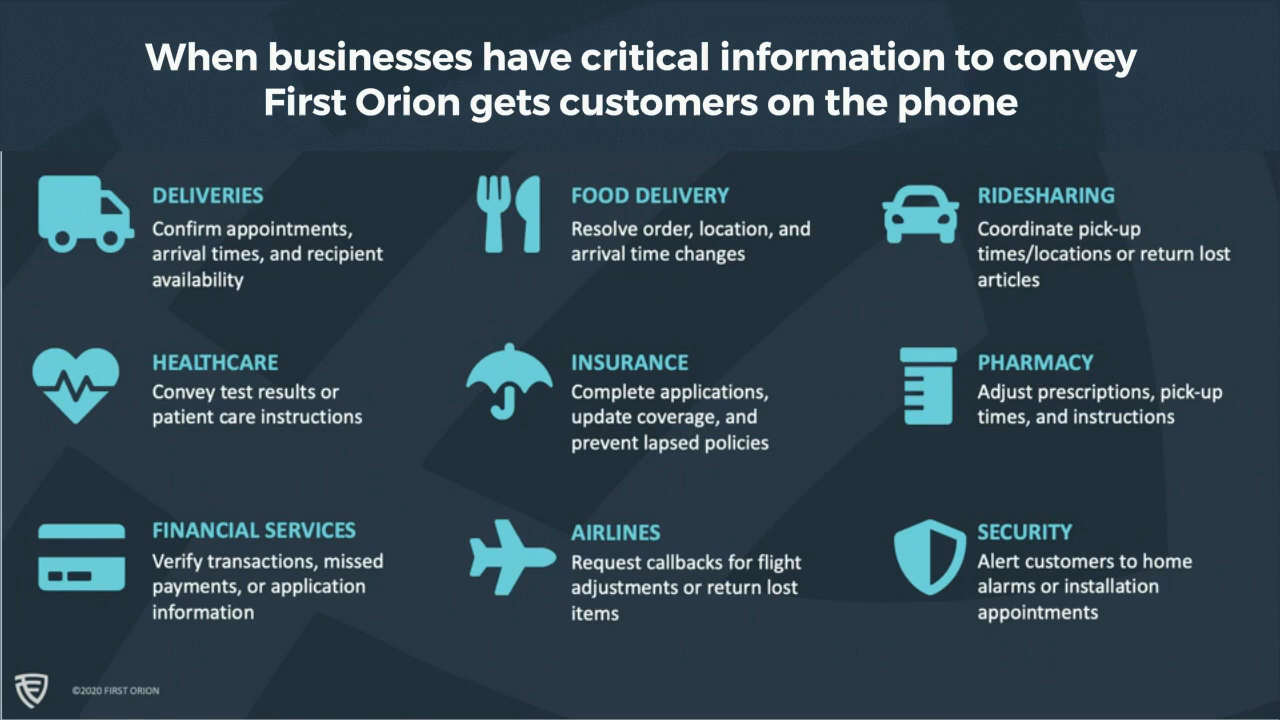 When businesses have critical information to convey
First Orion gets customers on the phone
DELIVERIES
Confirm appointments,
arrival times, and recipient
availability
FOOD DELIVERY
Resolve order, location, and
arrival time changes
RIDESHARING
Coordinate pick-up
times/locations or return lost
articles
HEALTHCARE
Convey test results or
patient care instructions
INSURANCE
Complete applications,
update coverage, and
prevent lapsed policies
PHARMACY
Adjust prescriptions, pick-up
times, and instructions
FINANCIAL SERVICES
Verify transactions, missed
payments, or application
information
AIRLINES
Request callbacks for flight
adjustments or return lost
items
SECURITY
Alert customers to home
alarms or installation
appointments
©2020 FIRST ORION